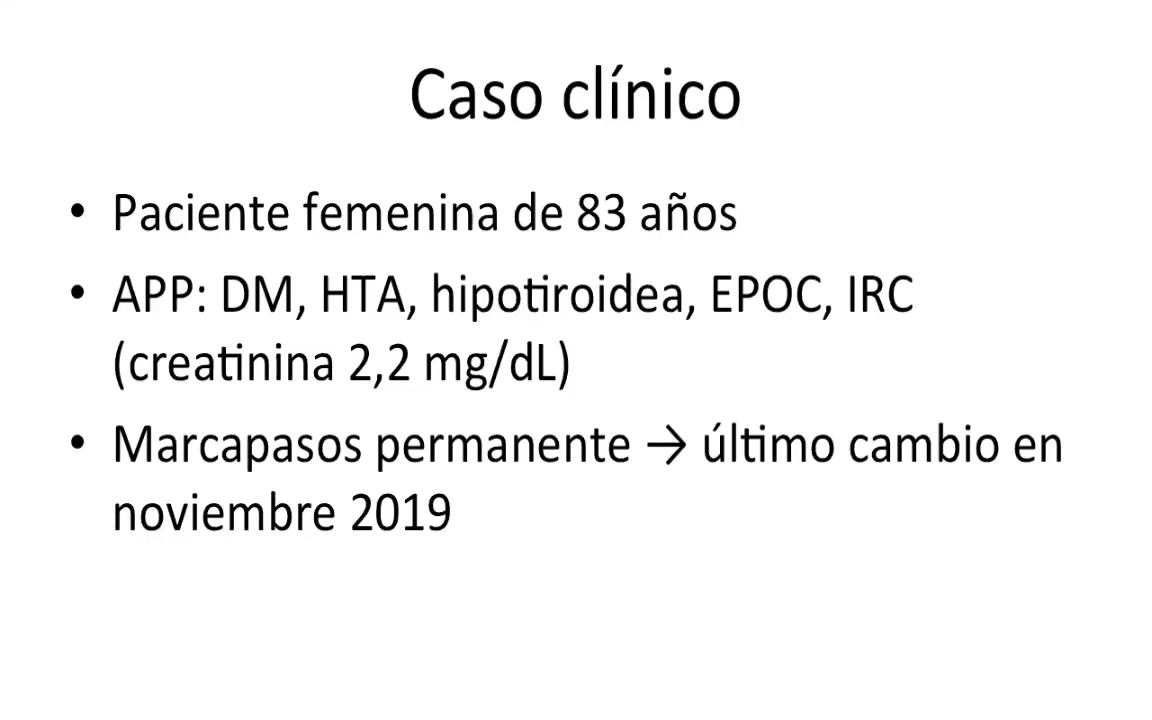 Caso clínico
• Paciente femenina de 83 años
• APP: DM, HTA, hipotiroidea, EPOC, IRC
(creatinina 2,2 mg/dL)
• Marcapasos permanente → último cambio en
noviembre 2019